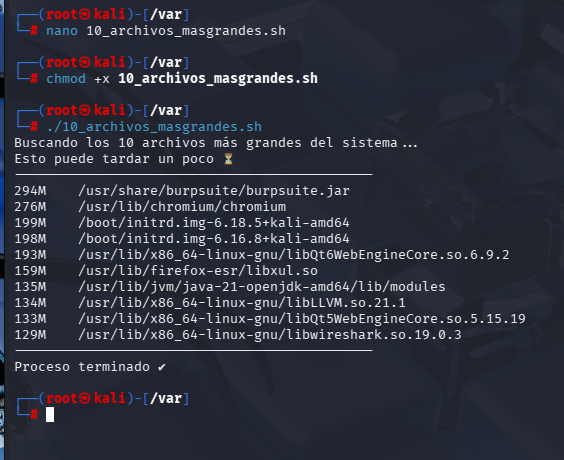 ┌──(root㉿kali)-[/var]
└─# nano 10_archivos_masgrandes.sh
┌──(root㉿kali)-[/var]
└─# chmod +x 10_archivos_masgrandes.sh
┌──(root㉿kali)-[/var]
└─# ./10_archivos_masgrandes.sh
Buscando los 10 archivos más grandes del sistema...
Esto puede tardar un poco ⏳
────────────────────────────────────────────
294M    /usr/share/burpsuite/burpsuite.jar
276M    /usr/lib/chromium/chromium
199M    /boot/initrd.img-6.18.5+kali-amd64
198M    /boot/initrd.img-6.16.8+kali-amd64
193M    /usr/lib/x86_64-linux-gnu/libQt6WebEngineCore.so.6.9.2
159M    /usr/lib/firefox-esr/libxul.so
135M    /usr/lib/jvm/java-21-openjdk-amd64/lib/modules
134M    /usr/lib/x86_64-linux-gnu/libLLVM.so.21.1
133M    /usr/lib/x86_64-linux-gnu/libQt5WebEngineCore.so.5.15.19
129M    /usr/lib/x86_64-linux-gnu/libwireshark.so.19.0.3
────────────────────────────────────────────
Proceso terminado ✔
┌──(root㉿kali)-[/var]
└─#